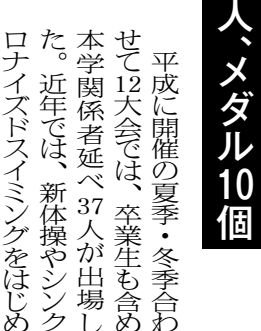 人、メダル10個
平成に開催の夏季・冬季合わ
せて12大会では、卒業生も含め
本学関係者延べ37人が出場し
た。近年では、新体操やシンク
ロナイズドスイミングをはじめ